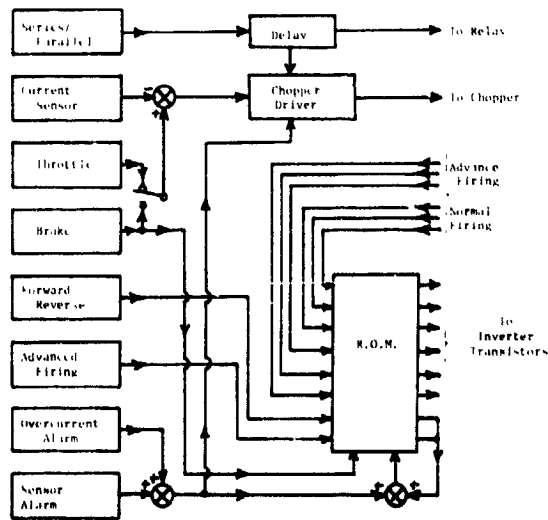 Series/
Parallel
Delay
To Relay
Current
Sensor
Chopper
Driver
To Chopper
Throttle
Advance
Firing
Brake
Normal
Firing
Forward
Reverse
R.O.M.
To
Inverter
Transistors
Advanced
Firing
Overcurrent
Alarm
Sensor
Alarm